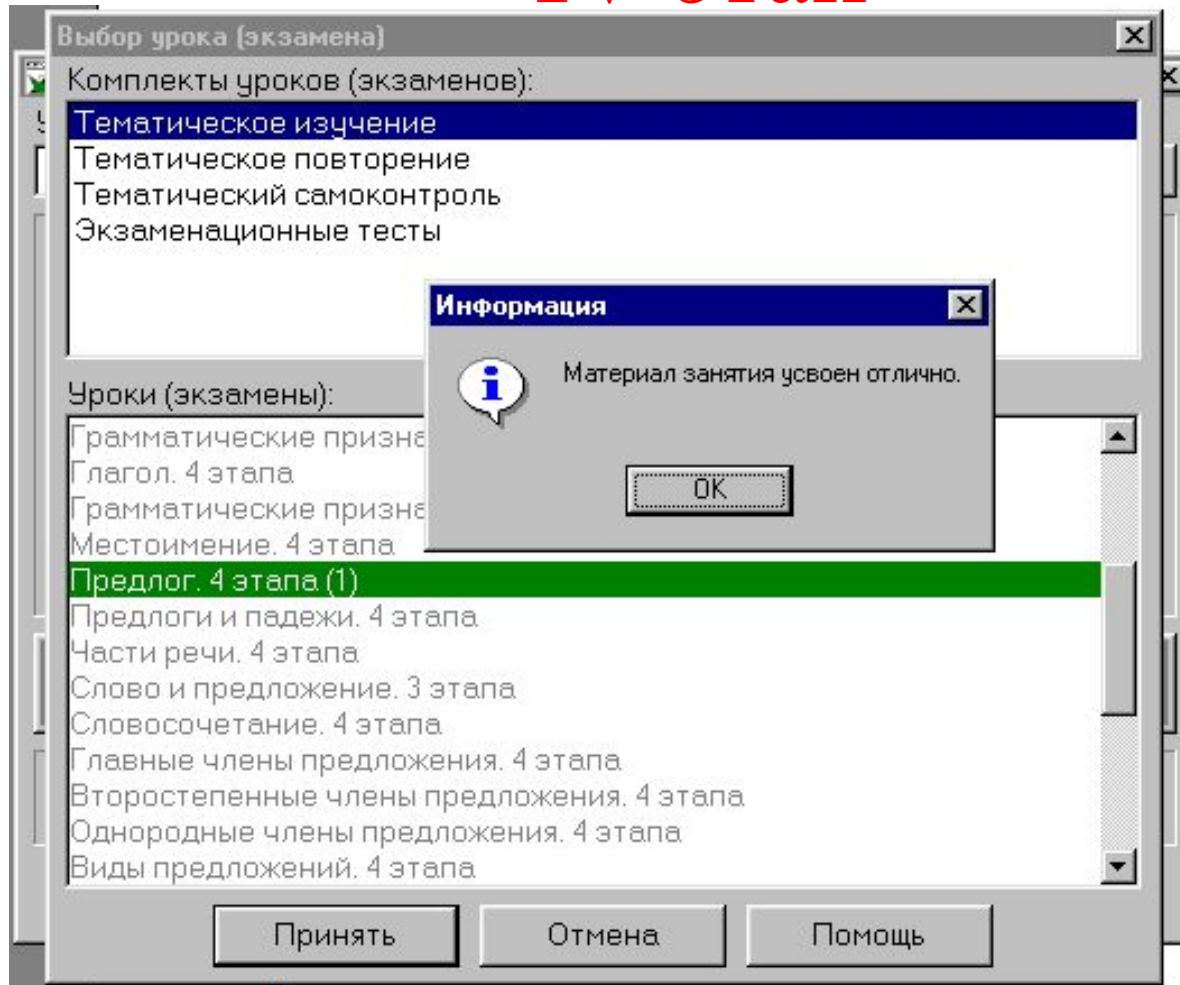 IV этап
Выбор урока (экзамена)
Комплекты уроков (экзаменов):
Тематическое изучение
Тематическое повторение
Тематический самоконтроль
Экзаменационные тесты
Информация
Материал занятия усвоен отлично.
OK
Уроки (экзамены):
Грамматические
Глагол. 4 этапа
Грамматические
Местоимение. 4 этапа
Предлог. 4 этапа (1)
Предлоги и падежи. 4 этапа
Части речи. 4 этапа
Слово и предложение. 3 этапа
Словосочетание. 4 этапа
Главные члены предложения. 4 этапа
Второстепенные члены предложения. 4 этапа
Однородные члены предложения. 4 этапа
Виды предложений. 4 этапа
Принять
Отмена
Помощь